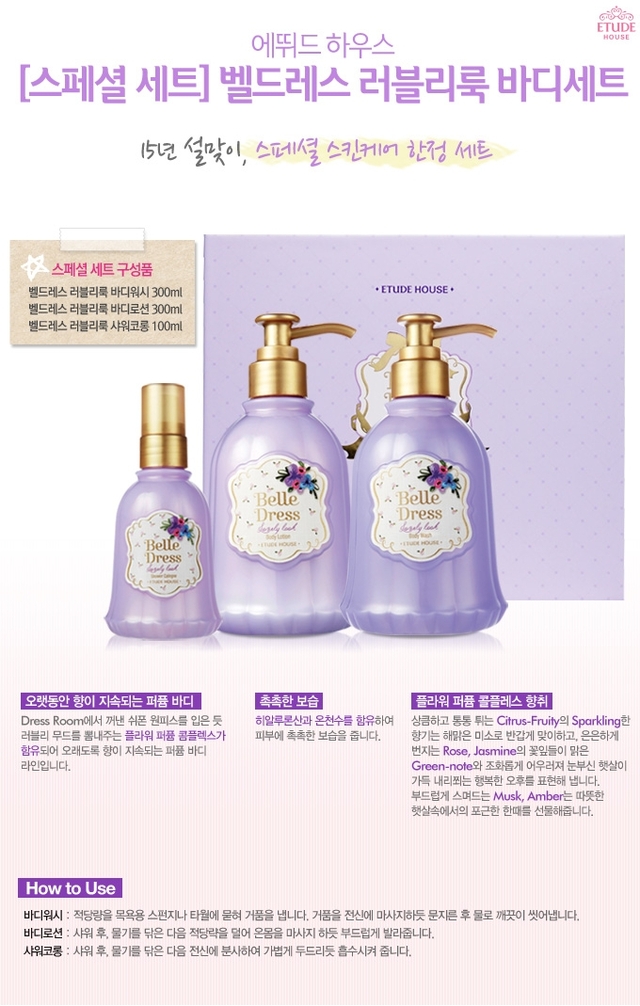 ETUDE
HOUSE
에뛰드 하우스
[스페셜 세트] 벨드레스 러블리룩 바디세트
15년 설맞이, 스페셜 스킨케어 한정 세트
스페셜 세트 구성품
벨드레스 러블리룩 바디워시 300ml
벨드레스 러블리룩 바디로션 300ml
벨드레스 러블리룩 샤워코롱 100ml
• ETUDE HOUSE •
Belle
Dress
Lovely look
Shower Cologne
• ETUDE HOUSE •
Belle
Dress
Lovely look
Body Lotion
• ETUDE HOUSE •
Belle
Dress
Lovely look
Body Wash
• ETUDE HOUSE •
오랫동안 향이 지속되는 퍼퓸 바디
Dress Room에서 꺼낸 쉬폰 원피스를 입은 듯
러블리 무드를 뽐내주는 플라워 퍼퓸 콤플렉스가
함유되어 오래도록 향이 지속되는 퍼퓸 바디
라인입니다.
촉촉한 보습
히알루론산과 온천수를 함유하여
피부에 촉촉한 보습을 줍니다.
플라워 퍼퓸 콜플레스 향취
상큼하고 통통 튀는 Citrus-Fruity의 Sparkling한
향기는 해맑은 미소로 반갑게 맞이하고, 은은하게
번지는 Rose, Jasmine의 꽃잎들이 맑은
Green-note와 조화롭게 어우러져 눈부신 햇살이
가득 내리쬐는 행복한 오후를 표현해 냅니다.
부드럽게 스며드는 Musk, Amber는 따뜻한
햇살속에서의 포근한 한때를 선물해줍니다.
How to Use
바디워시 : 적당량을 목욕용 스펀지나 타월에 묻혀 거품을 냅니다. 거품을 전신에 마사지하듯 문지른 후 물로 깨끗이 씻어냅니다.
바디로션 : 샤워 후, 물기를 닦은 다음 적당략을 덜어 온몸을 마사지 하듯 부드럽게 발라줍니다.
샤워코롱 : 샤워 후, 물기를 닦은 다음 전신에 분사하여 가볍게 두드리듯 흡수시켜 줍니다.